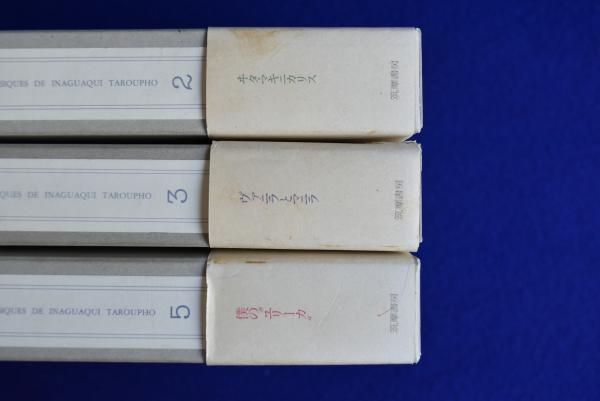 SIQUES DE INAGUAQUI TAROUPHO 2
ヰタ・マキニカリス
筑摩書房
QUES DE INAGUAQUI TAROUPHO 3
ヴァニラとマニラ
筑摩書房
IQUES DE INAGUAQUI TAROUPHO 5
僕の“ユリーカ”
筑摩書房